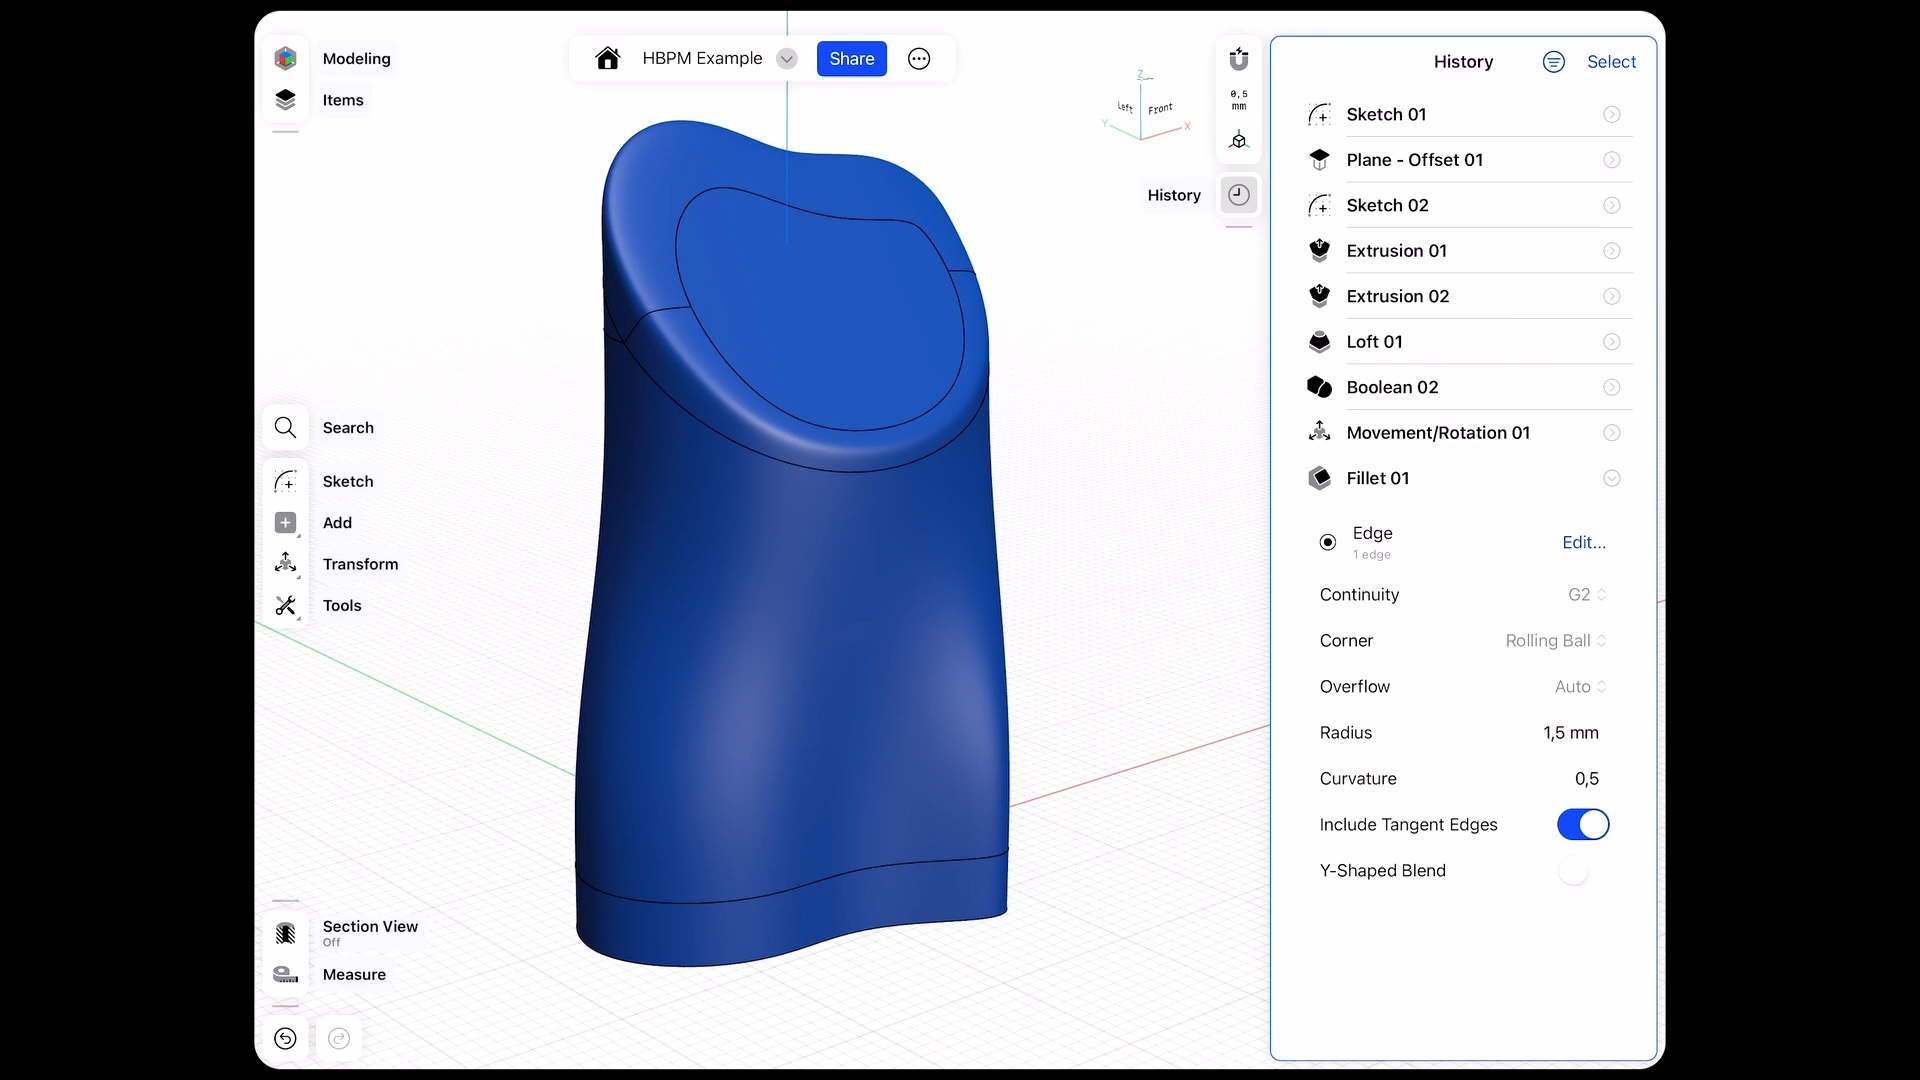 Modeling
Items
HBPM Example
Share
Z
Left
Front
Y
X
0,5
mm
History
Search
Sketch
Add
Transform
Tools
Section View
Off
Measure
History
Select
Sketch 01
Plane - Offset 01
Sketch 02
Extrusion 01
Extrusion 02
Loft 01
Boolean 02
Movement/Rotation 01
Fillet 01
Edge
1 edge
Edit...
Continuity
G2
Corner
Rolling Ball
Overflow
Auto
Radius
1,5 mm
Curvature
0,5
Include Tangent Edges
Y-Shaped Blend